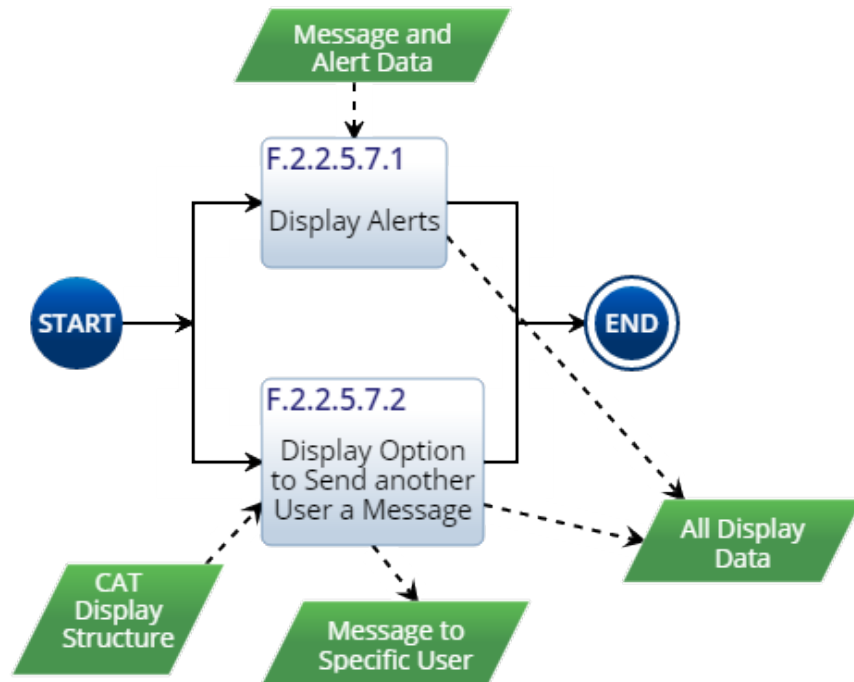 Message and
Alert Data
F.2.2.5.7.1
Display Alerts
START
END
F.2.2.5.7.2
Display Option
to Send another
User a Message
All Display
Data
CAT
Display
Structure
Message to
Specific User